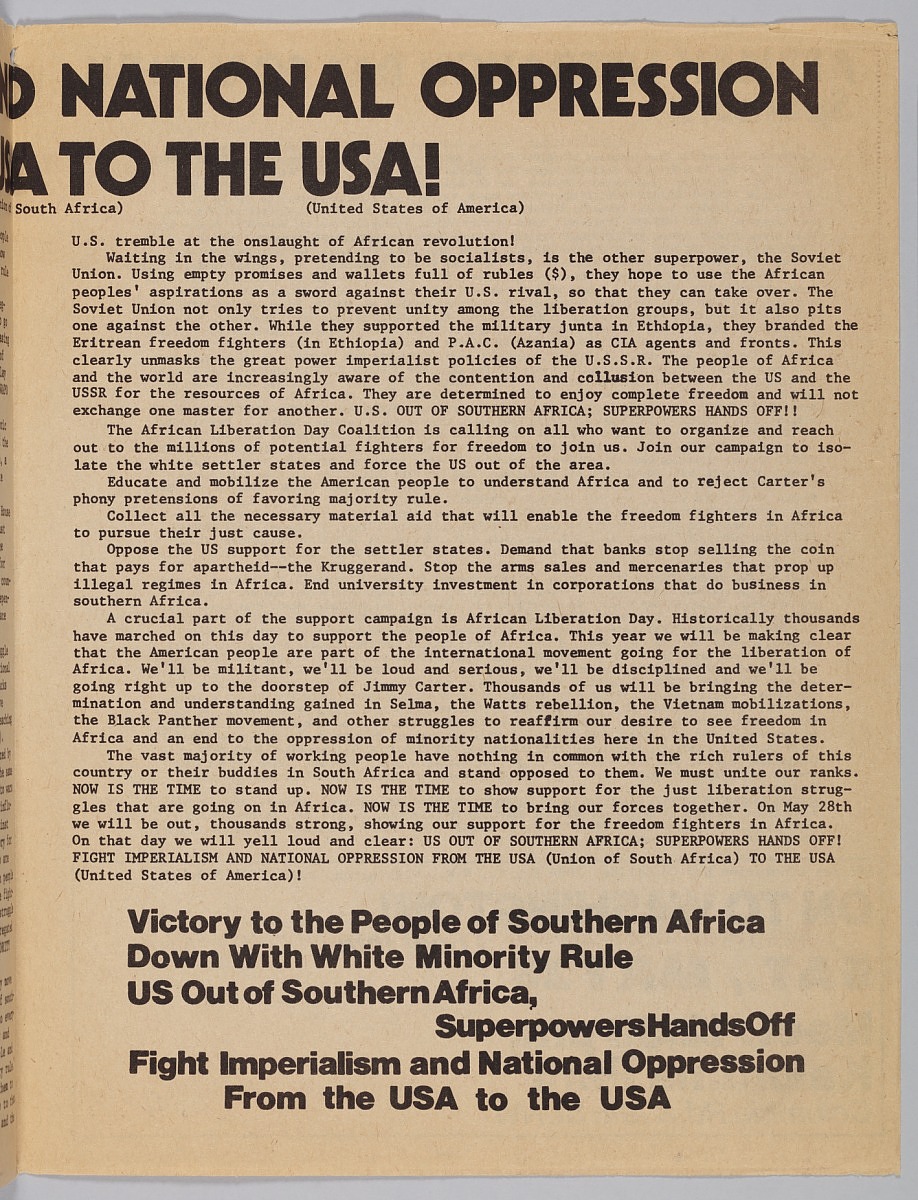 D NATIONAL OPPRESSION
USA TO THE USA!
South Africa) (United States of America)
U.S. tremble at the onslaught of African revolution!
Waiting in the wings, pretending to be socialists, is the other superpower, the Soviet
Union. Using empty promises and wallets full of rubles ($), they hope to use the African
peoples' aspirations as a sword against their U.S. rival, so that they can take over. The
Soviet Union not only tries to prevent unity among the liberation groups, but it also pits
one against the other. While they supported the military junta in Ethiopia, they branded the
Eritrean freedom fighters (in Ethiopia) and P.A.C. (Azania) as CIA agents and fronts. This
clearly unmasks the great power imperialist policies of the U.S.S.R. The people of Africa
and the world are increasingly aware of the contention and collusion between the US and the
USSR for the resources of Africa. They are determined to enjoy complete freedom and will not
exchange one master for another. U.S. OUT OF SOUTHERN AFRICA; SUPERPOWERS HANDS OFF!!
The African Liberation Day Coalition is calling on all who want to organize and reach
out to the millions of potential fighters for freedom to join us. Join our campaign to iso-
late the white settler states and force the US out of the area.
Educate and mobilize the American people to understand Africa and to reject Carter's
phony pretensions of favoring majority rule.
Collect all the necessary material aid that will enable the freedom fighters in Africa
to pursue their just cause.
Oppose the US support for the settler states. Demand that banks stop selling the coin
that pays for apartheid--the Kruggerand. Stop the arms sales and mercenaries that prop up
illegal regimes in Africa. End university investment in corporations that do business in
southern Africa.
A crucial part of the support campaign is African Liberation Day. Historically thousands
have marched on this day to support the people of Africa. This year we will be making clear
that the American people are part of the international movement going for the liberation of
Africa. We'll be militant, we'll be loud and serious, we'll be disciplined and we'll be
going right up to the doorstep of Jimmy Carter. Thousands of us will be bringing the deter-
mination and understanding gained in Selma, the Watts rebellion, the Vietnam mobilizations,
the Black Panther movement, and other struggles to reaffirm our desire to see freedom in
Africa and an end to the oppression of minority nationalities here in the United States.
The vast majority of working people have nothing in common with the rich rulers of this
country or their buddies in South Africa and stand opposed to them. We must unite our ranks.
NOW IS THE TIME to stand up. NOW IS THE TIME to show support for the just liberation strug-
gles that are going on in Africa. NOW IS THE TIME to bring our forces together. On May 28th
we will be out, thousands strong, showing our support for the freedom fighters in Africa.
On that day we will yell loud and clear: US OUT OF SOUTHERN AFRICA; SUPERPOWERS HANDS OFF!
FIGHT IMPERIALISM AND NATIONAL OPPRESSION FROM THE USA (Union of South Africa) TO THE USA
(United States of America)!
Victory to the People of Southern Africa
Down With White Minority Rule
US Out of Southern Africa,
Superpowers Hands Off
Fight Imperialism and National Oppression
From the USA to the USA